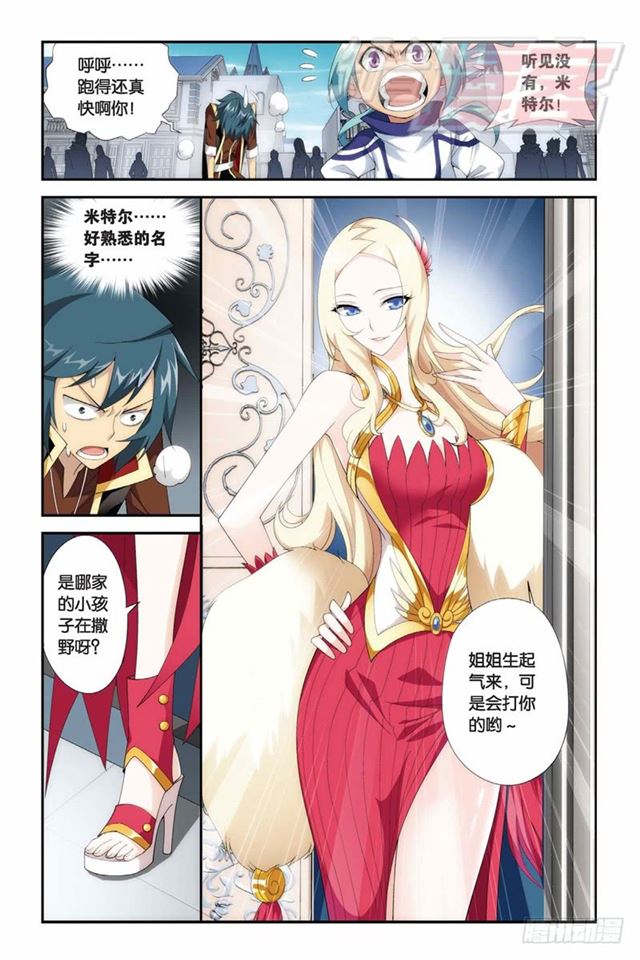 呼呼……
跑得还真
快啊你！
听见没
有，米
特尔！
米特尔……
好熟悉的名
字……
是哪家
的小孩
子在撒
野呀？
姐姐生起
气来，可
是会打你
的哟~
腾讯动漫